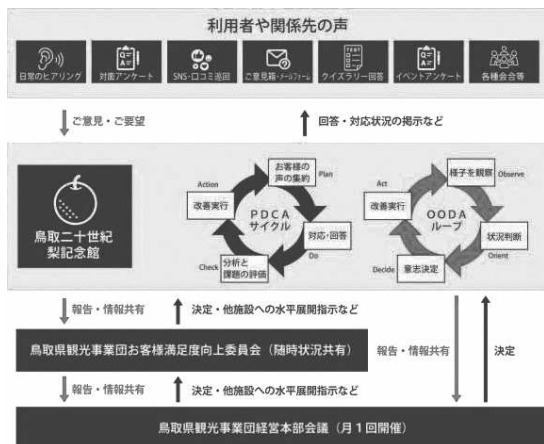 利用者や関係先の声
日常のヒアリング
対面アンケート
SNS・口コミ巡回
ご意見箱・メールフォーム
クイズラリー回答
イベントアンケート
各種会合等
ご意見・ご要望
回答・対応状況の掲示など
鳥取二十世紀
梨記念館
Action
お客様の
声の集約
Plan
改善実行
PDCA
サイクル
対応・回答
Do
Check
分析と
課題の評価
Act
様子を観察
Observe
改善実行
OODA
ループ
状況判断
Orient
Decide
意志決定
報告・情報共有
決定・他施設への水平展開指示など
鳥取県観光事業団お客様満足度向上委員会（随時状況共有）
報告・情報共有
決定
報告・情報共有
決定・他施設への水平展開指示など
鳥取県観光事業団経営本部会議（月1回開催）